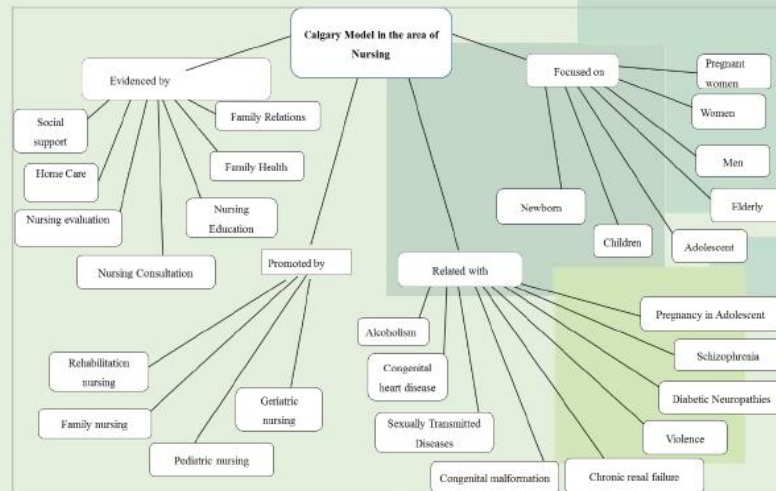 Calgary Model in the area of
Nursing
Evidenced by
Social
support
Home Care
Nursing evaluation
Nursing Consultation
Nursing
Education
Family Health
Family Relations
Focused on
Pregnant
women
Women
Men
Elderly
Adolescent
Children
Newborn
Promoted by
Rehabilitation
nursing
Family nursing
Pediatric nursing
Geriatric
nursing
Related with
Alcoholism
Congenital
heart disease
Sexually Transmitted
Diseases
Congenital malformation
Chronic renal failure
Violence
Diabetic Neuropathies
Schizophrenia
Pregnancy in Adolescent